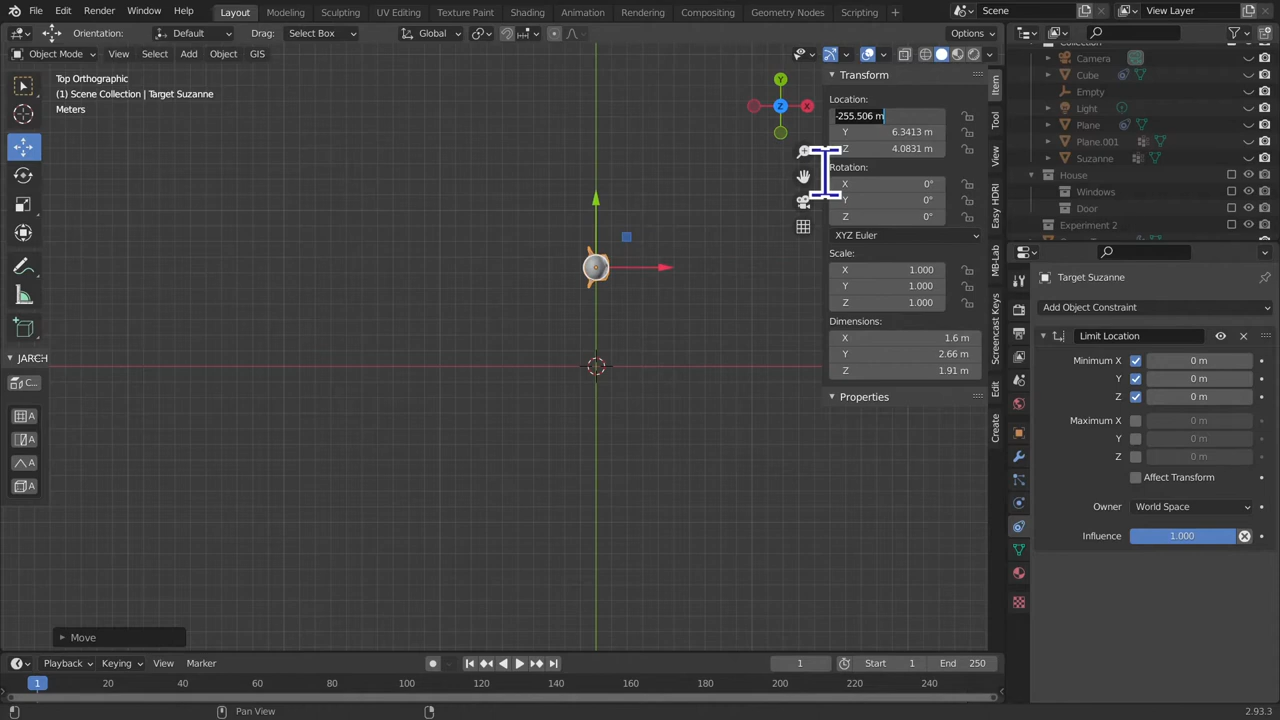 File Edit Render Window Help Layout Modeling Sculpting UV Editing Texture Paint Shading Animation Rendering Compositing Geometry Nodes Scripting + Scene View Layer
Orientation: Default Drag: Select Box Global Options
Object Mode View Select Add Object GIS
Top Orthographic
(1) Scene Collection | Target Suzanne
Meters
Y
X
Z
JARCH
C...
A
A
A
A
Move
Transform
Location:
-255.506 m
Y 6.3413 m
Z 4.0831 m
Rotation:
X 0°
Y 0°
Z 0°
XYZ Euler
Scale:
X 1.000
Y 1.000
Z 1.000
Dimensions:
X 1.6 m
Y 2.66 m
Z 1.91 m
Properties
Item
Tool
View
Easy HDRI
MB-Lab
Screencast Keys
Edit
Create
Collection
Camera
Cube
Empty
Light
Plane
Plane.001
Suzanne
House
Windows
Door
Experiment 2
Target Suzanne
Add Object Constraint
Limit Location
Minimum X 0 m
Y 0 m
Z 0 m
Maximum X 0 m
Y 0 m
Z 0 m
Affect Transform
Owner World Space
Influence 1.000
Playback Keying View Marker 1 Start 1 End 250
1 20 40 60 80 100 120 140 160 180 200 220 240
Pan View 2.93.3